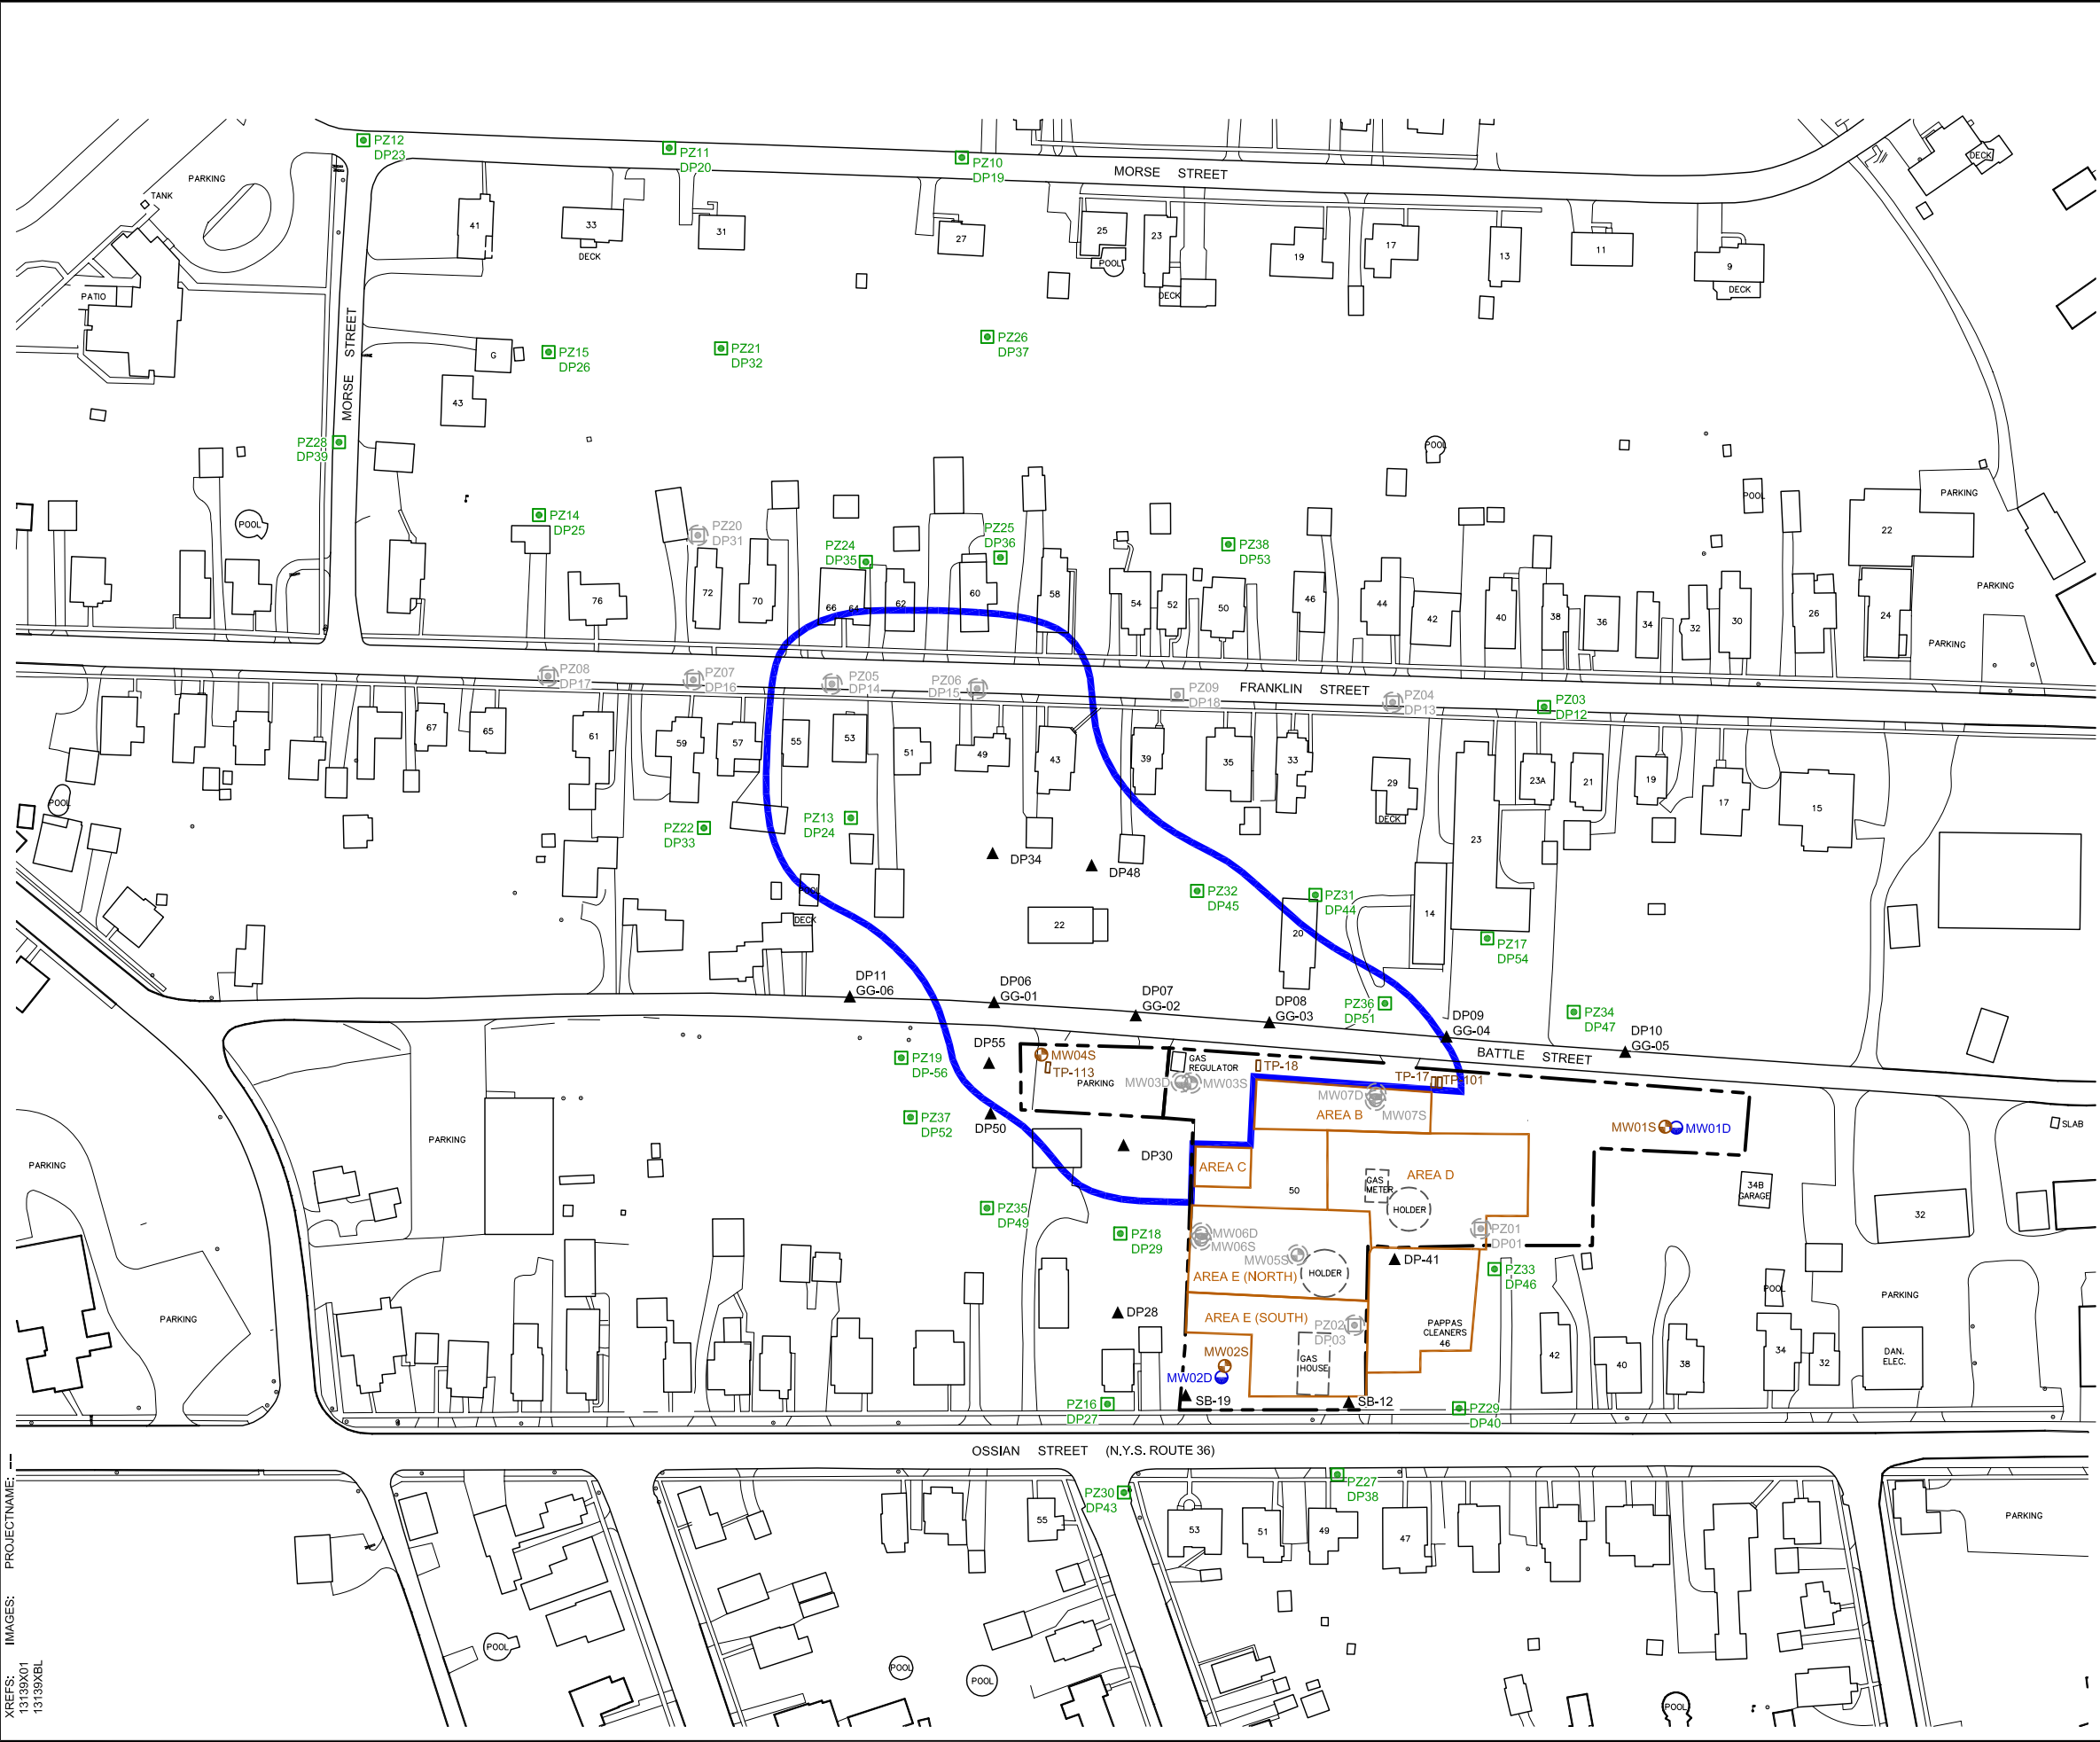 PZ12
DP23
PZ11
DP20
PZ10
DP19
MORSE STREET
DECK
PARKING
TANK
41
33
DECK
31
27
25
POOL
23
DECK
19
17
13
11
9
DECK
PATIO
MORSE STREET
G
43
PZ15
DP26
PZ21
DP32
PZ26
DP37
PZ28
DP39
POOL
POOL
PARKING
22
PZ14
DP25
PZ20
DP31
PZ24
DP35
PZ25
DP36
PZ38
DP53
POOL
PARKING
76
72
70
66
64
62
60
58
54
52
50
46
44
42
40
38
36
34
32
30
26
24
PARKING
PZ08
DP17
PZ07
DP16
PZ05
DP14
PZ06
DP15
PZ09
DP18
FRANKLIN STREET
PZ04
DP13
PZ03
DP12
67
65
61
59
57
55
53
51
49
43
39
35
33
29
DECK
23
23A
21
19
17
15
POOL
PZ22
DP33
PZ13
DP24
DP34
DP48
POOL
DECK
22
PZ32
DP45
PZ31
DP44
20
14
PZ17
DP54
DP11
GG-06
DP06
GG-01
DP07
GG-02
DP08
GG-03
PZ36
DP51
DP09
GG-04
PZ34
DP47
DP10
GG-05
BATTLE STREET
PZ19
DP-56
DP55
MW04S
TP-113
PARKING
GAS
REGULATOR
MW03D
MW03S
TP-18
TP-17
TP-101
MW07D
MW07S
AREA B
PZ37
DP52
DP50
DP30
MW01S
MW01D
SLAB
PARKING
PARKING
AREA C
50
GAS
METER
AREA D
HOLDER
34B
GARAGE
32
PZ35
DP49
PZ18
DP29
MW06D
MW06S
MW05S
HOLDER
AREA E (NORTH)
PZ01
DP01
DP-41
PZ33
DP46
POOL
PARKING
PARKING
DP28
AREA E (SOUTH)
PZ02
DP03
PAPPAS
CLEANERS
46
GAS
HOUSE
MW02S
MW02D
42
40
38
34
32
DAN.
ELEC.
PZ16
DP27
SB-19
SB-12
PZ29
DP40
OSSIAN STREET (N.Y.S. ROUTE 36)
PZ30
DP43
PZ27
DP38
55
53
51
49
47
PARKING
POOL
POOL
POOL
POOL
XREFS:
13139X01
13139XBL
IMAGES:
PROJECTNAME: ---